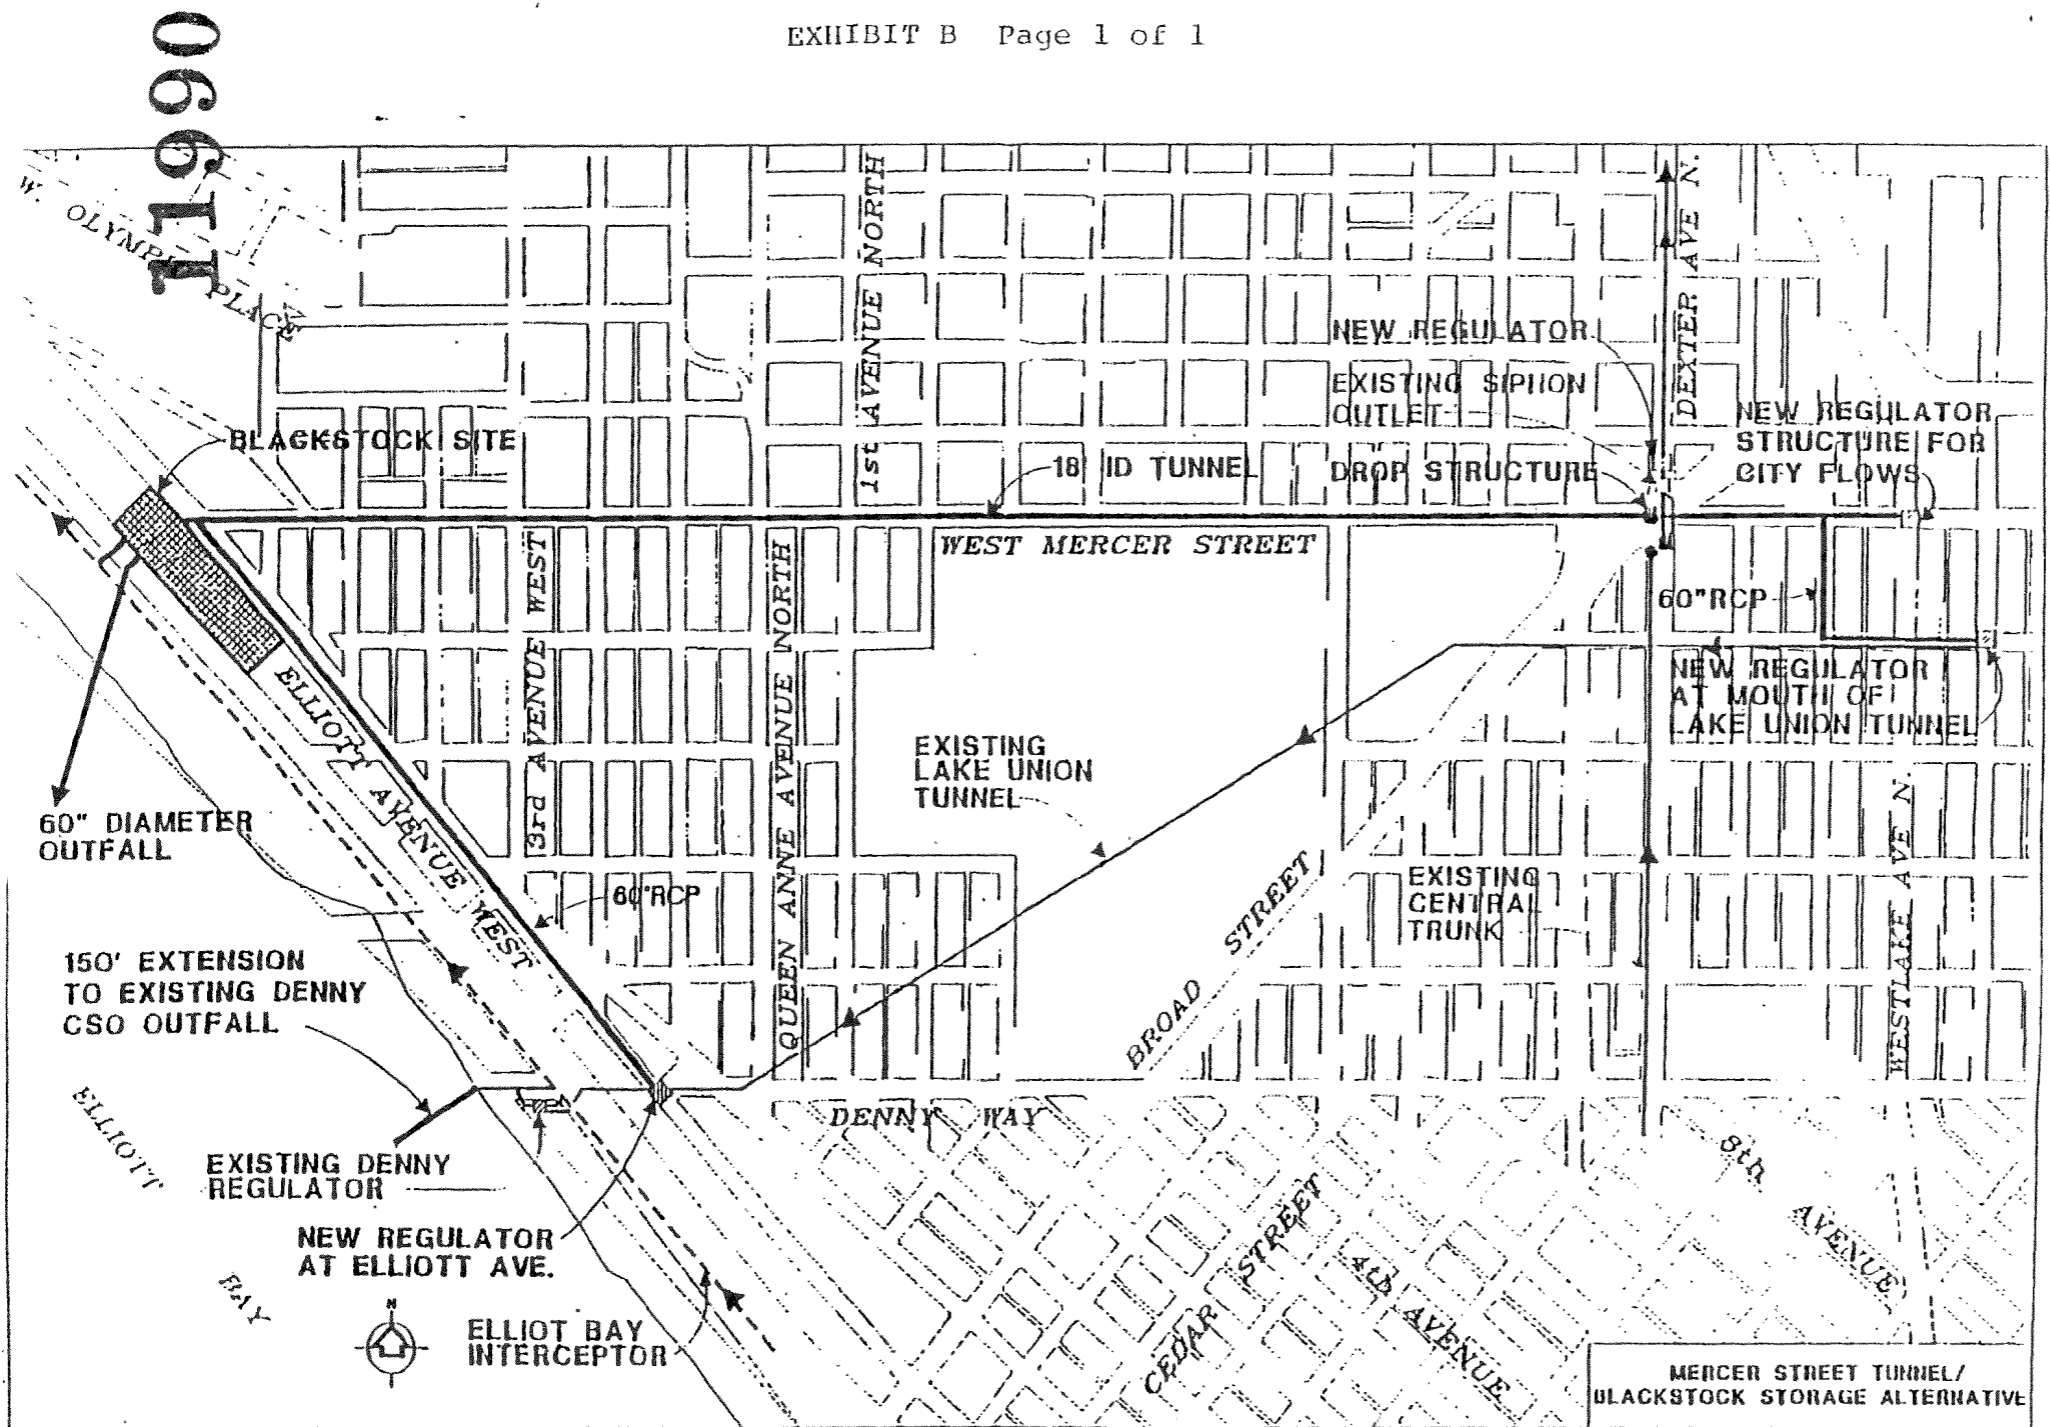 EXHIBIT B Page 1 of 1
119660
W. OLYMPIC PLACE
1st AVENUE NORTH
DEXTER AVE N.
NEW REGULATOR
EXISTING SIPHON
OUTLET
NEW REGULATOR
STRUCTURE FOR
CITY FLOWS
BLACKSTOCK SITE
18' ID TUNNEL
DROP STRUCTURE
WEST MERCER STREET
60"RCP
3rd AVENUE WEST
QUEEN ANNE AVENUE NORTH
ELLIOTT AVENUE WEST
NEW REGULATOR
AT MOUTH OF
LAKE UNION TUNNEL
EXISTING
LAKE UNION
TUNNEL
60" DIAMETER
OUTFALL
60"RCP
BROAD STREET
EXISTING
CENTRAL
TRUNK
WESTLAKE AVE N.
150' EXTENSION
TO EXISTING DENNY
CSO OUTFALL
ELLIOTT
BAY
DENNY WAY
8th AVENUE
EXISTING DENNY
REGULATOR
NEW REGULATOR
AT ELLIOTT AVE.
CEDAR STREET
4th AVENUE
N
ELLIOT BAY
INTERCEPTOR
MERCER STREET TUNNEL/
BLACKSTOCK STORAGE ALTERNATIVE